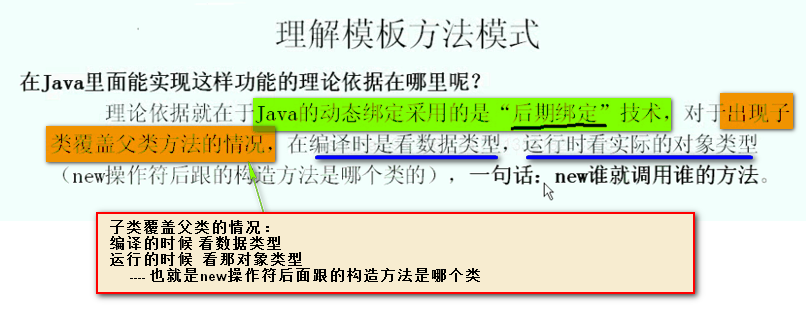 理解模板方法模式
在Java里面能实现这样功能的理论依据在哪里呢？
理论依据就在于Java的动态绑定采用的是“后期绑定”技术，对于出现子
类覆盖父类方法的情况，在编译时是看数据类型，运行时看实际的对象类型
（new操作符后跟的构造方法是哪个类的），一句话：new谁就调用谁的方法。
子类覆盖父类的情况：
编译的时候 看数据类型
运行的时候 看那对象类型
---- 也就是new操作符后面跟的构造方法是哪个类